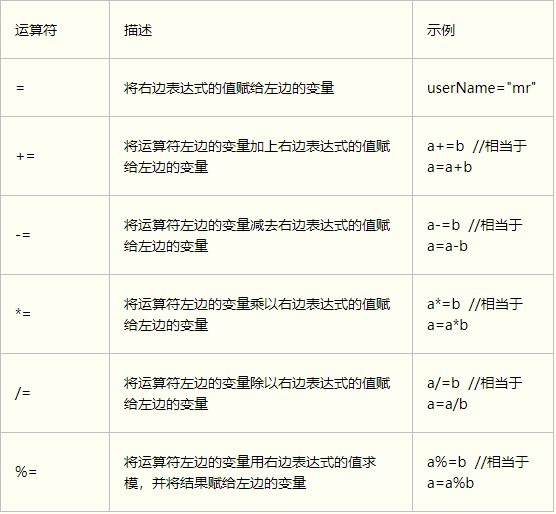 运算符 描述 示例
= 将右边表达式的值赋给左边的变量 userName="mr"
+= 将运算符左边的变量加上右边表达式的值赋 a+=b //相当于
给左边的变量 a=a+b
-= 将运算符左边的变量减去右边表达式的值赋 a-=b //相当于
给左边的变量 a=a-b
*= 将运算符左边的变量乘以右边表达式的值赋 a*=b //相当于
给左边的变量 a=a*b
/= 将运算符左边的变量除以右边表达式的值赋 a/=b //相当于
给左边的变量 a=a/b
%= 将运算符左边的变量用右边表达式的值求 a%=b //相当于
模，并将结果赋给左边的变量 a=a%b